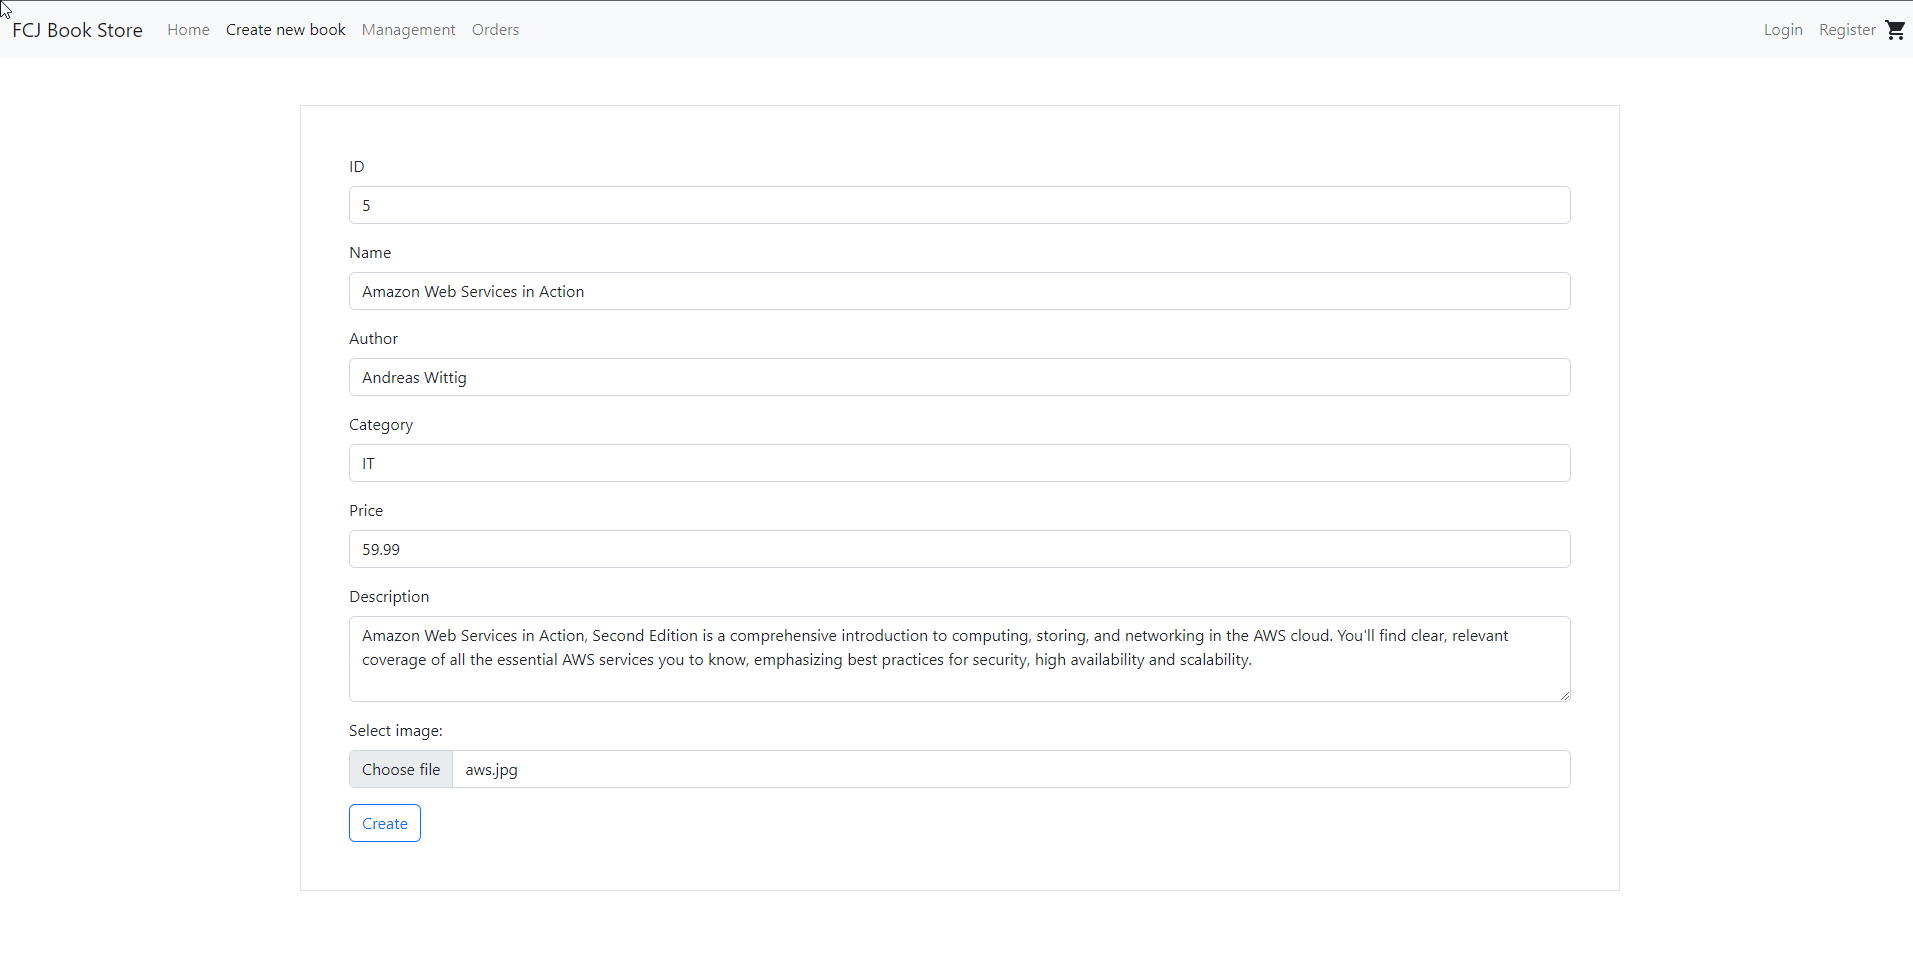 FCJ Book Store Home Create new book Management Orders Login Register
ID
5
Name
Amazon Web Services in Action
Author
Andreas Wittig
Category
IT
Price
59.99
Description
Amazon Web Services in Action, Second Edition is a comprehensive introduction to computing, storing, and networking in the AWS cloud. You'll find clear, relevant
coverage of all the essential AWS services you to know, emphasizing best practices for security, high availability and scalability.
Select image:
Choose file aws.jpg
Create